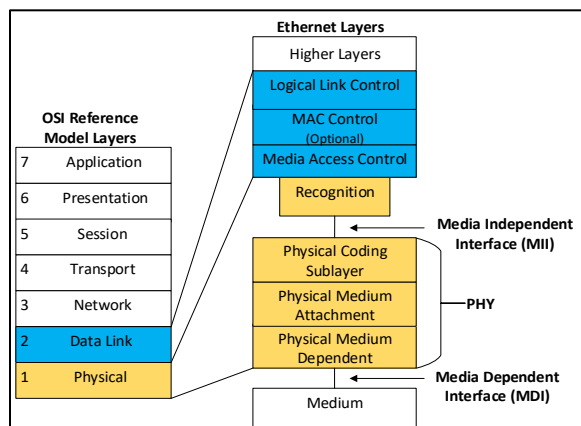 Ethernet Layers
Higher Layers
Logical Link Control
MAC Control
(Optional)
Media Access Control
Recognition
Media Independent
Interface (MII)
Physical Coding
Sublayer
Physical Medium
Attachment
Physical Medium
Dependent
PHY
Media Dependent
Interface (MDI)
Medium
OSI Reference
Model Layers
7 Application
6 Presentation
5 Session
4 Transport
3 Network
2 Data Link
1 Physical